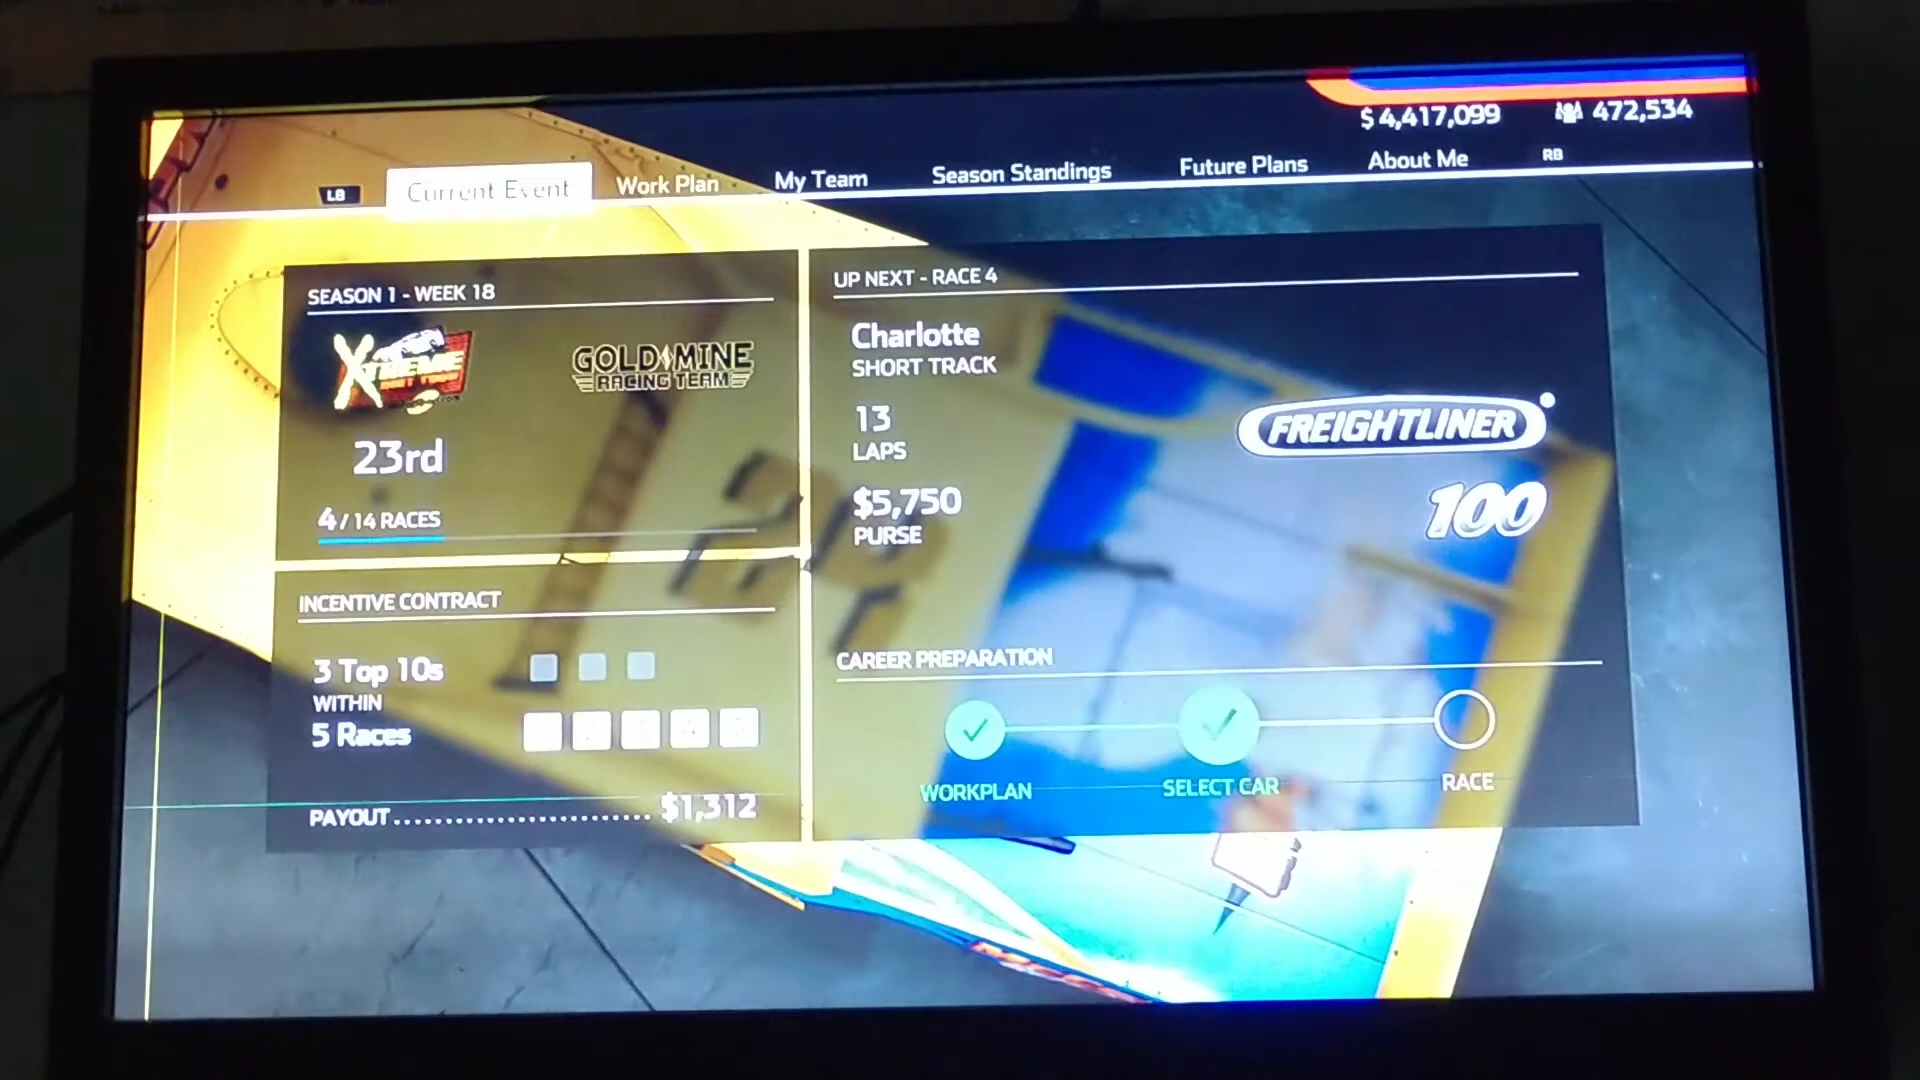 $ 4,417,099
472,534
LB
Current Event
Work Plan
My Team
Season Standings
Future Plans
About Me
RB
SEASON 1 - WEEK 18
XTREME
GOLD MINE
RACING TEAM
23rd
4 / 14 RACES
INCENTIVE CONTRACT
3 Top 10s
WITHIN
5 Races
PAYOUT ........................... $1,312
UP NEXT - RACE 4
Charlotte
SHORT TRACK
13
LAPS
$5,750
PURSE
FREIGHTLINER
100
CAREER PREPARATION
WORKPLAN
SELECT CAR
RACE